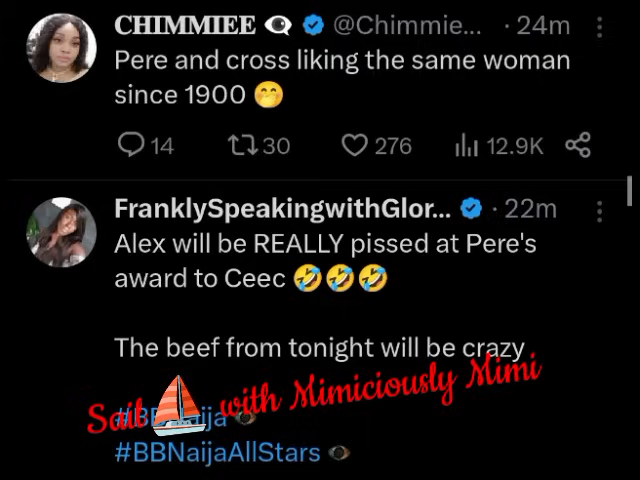 CHIMMIEE 👁 @Chimmie... · 24m
Pere and cross liking the same woman
since 1900 🤭
14 30 276 12.9K
FranklySpeakingwithGlor... · 22m
Alex will be REALLY pissed at Pere's
award to Ceec 🤣🤣🤣
The beef from tonight will be crazy
Sail ⛵ with Mimiciously Mimi
#BBNaija
#BBNaijaAllStars